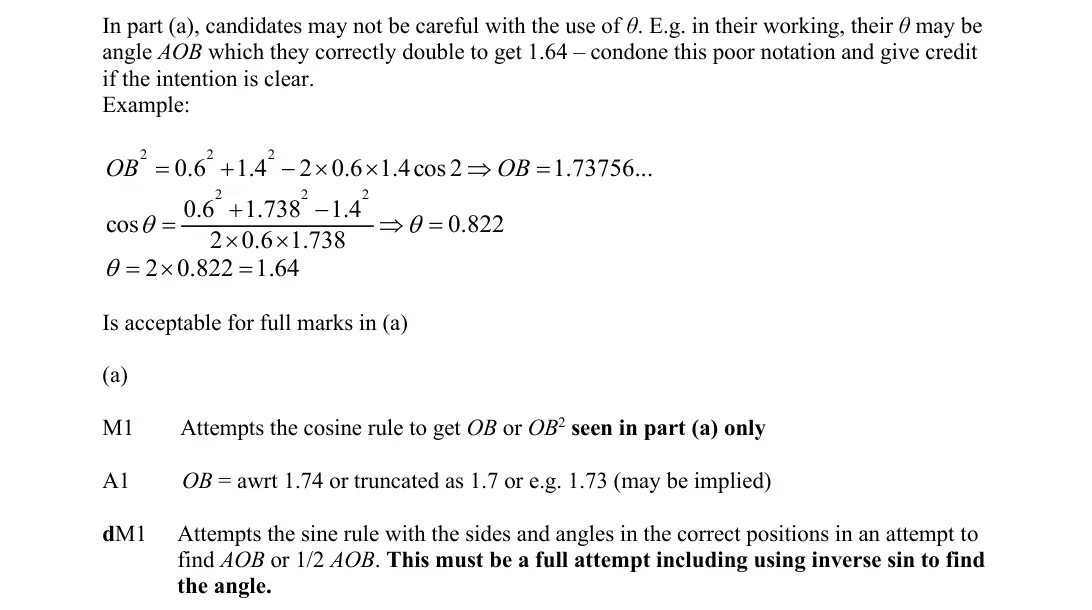 In part (a), candidates may not be careful with the use of θ. E.g. in their working, their θ may be
angle AOB which they correctly double to get 1.64 – condone this poor notation and give credit
if the intention is clear.
Example:
OB² = 0.6² + 1.4² − 2×0.6×1.4 cos 2 ⇒ OB = 1.73756...
cos θ = (0.6² + 1.738² − 1.4²)/(2×0.6×1.738) ⇒ θ = 0.822
θ = 2×0.822 = 1.64
Is acceptable for full marks in (a)
(a)
M1 Attempts the cosine rule to get OB or OB² seen in part (a) only
A1 OB = awrt 1.74 or truncated as 1.7 or e.g. 1.73 (may be implied)
dM1 Attempts the sine rule with the sides and angles in the correct positions in an attempt to
find AOB or 1/2 AOB. This must be a full attempt including using inverse sin to find
the angle.